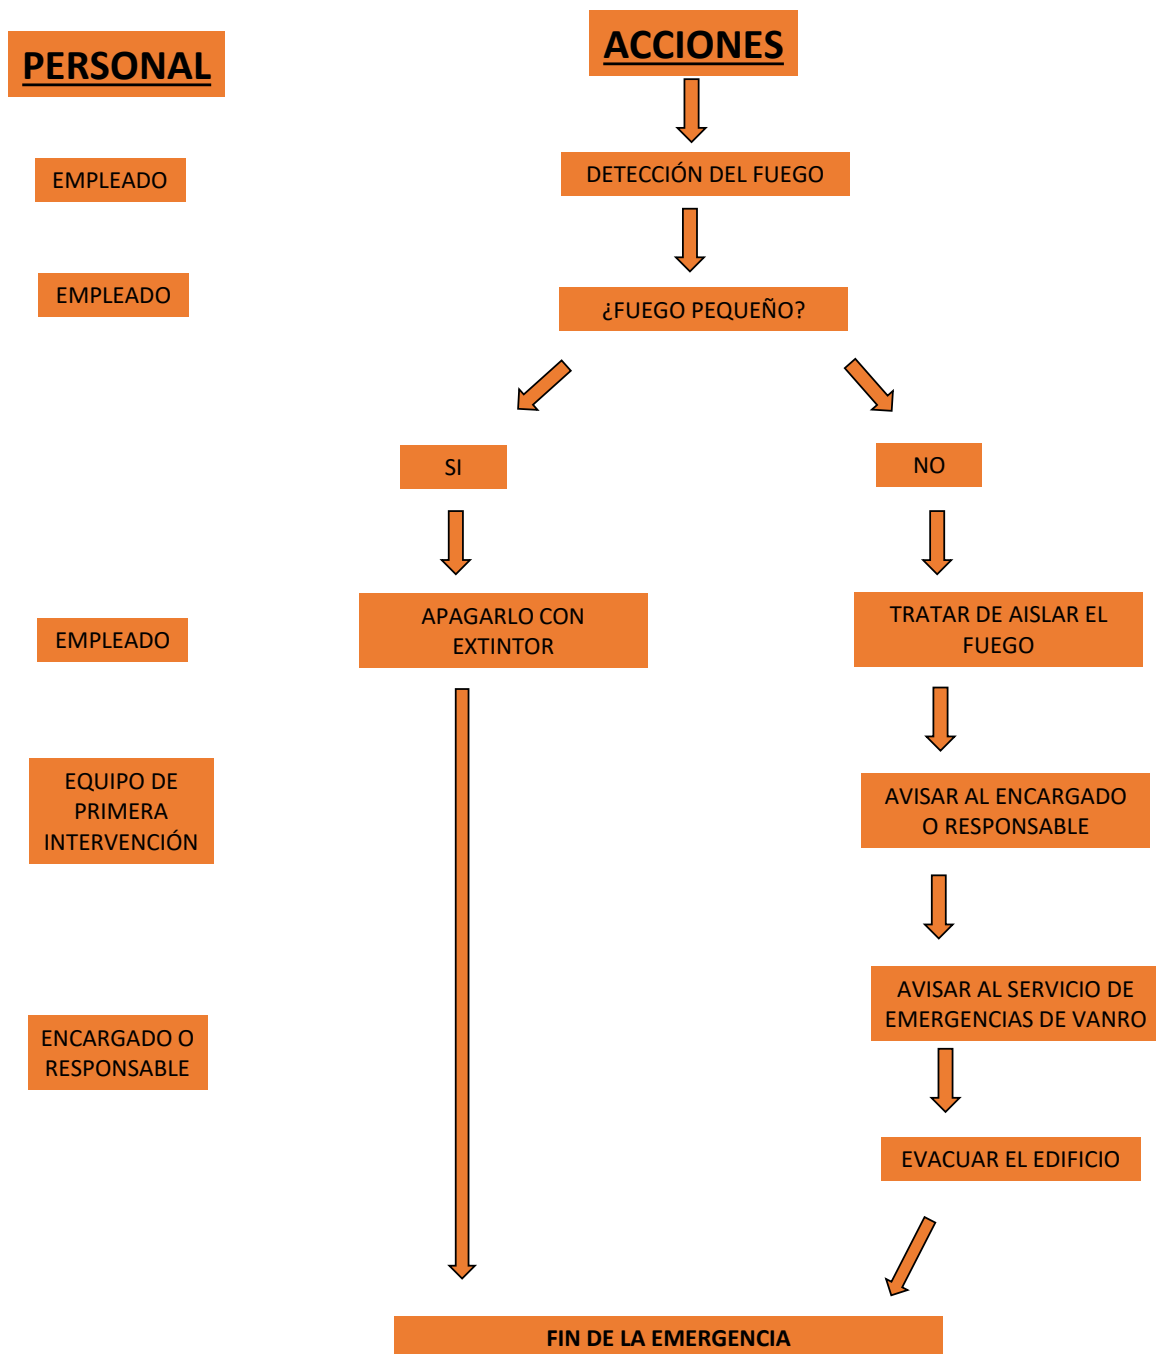 PERSONAL
ACCIONES
EMPLEADO
DETECCIÓN DEL FUEGO
EMPLEADO
¿FUEGO PEQUEÑO?
SI
NO
EMPLEADO
APAGARLO CON
EXTINTOR
TRATAR DE AISLAR EL
FUEGO
EQUIPO DE
PRIMERA
INTERVENCIÓN
AVISAR AL ENCARGADO
O RESPONSABLE
ENCARGADO O
RESPONSABLE
AVISAR AL SERVICIO DE
EMERGENCIAS DE VANRO
EVACUAR EL EDIFICIO
FIN DE LA EMERGENCIA